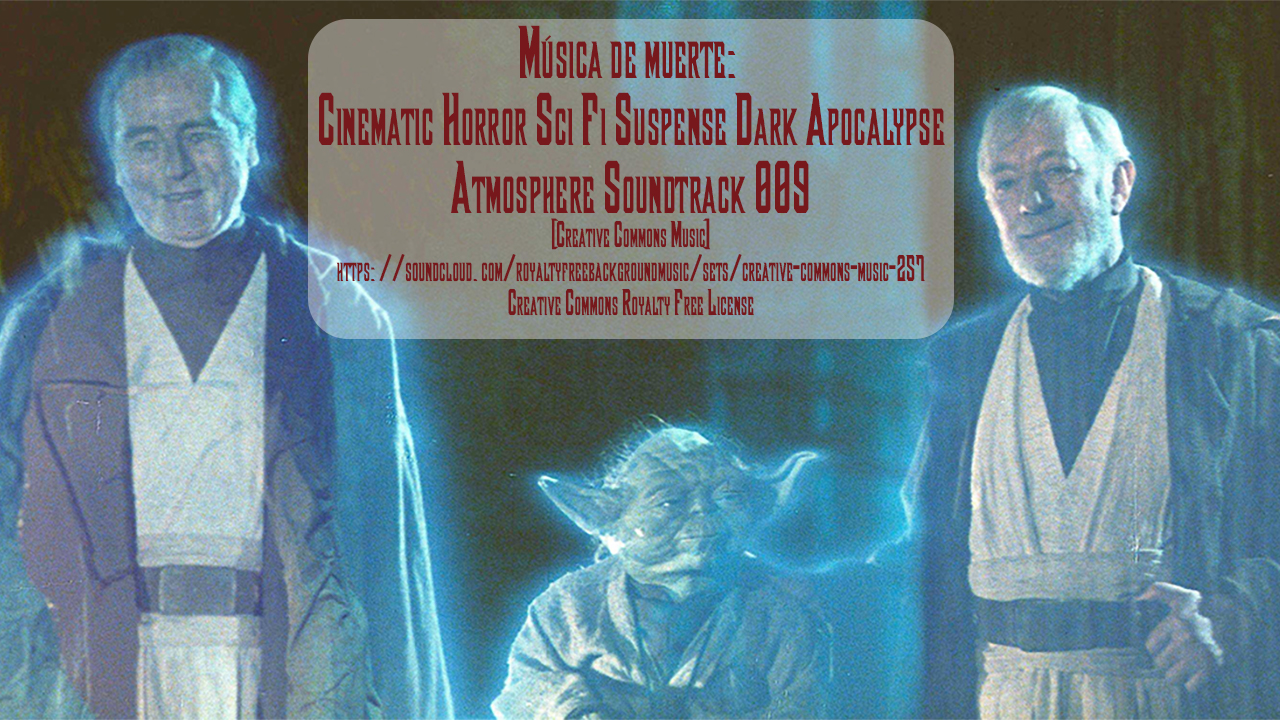 Música de muerte:
Cinematic Horror Sci Fi Suspense Dark Apocalypse
Atmosphere Soundtrack 009
[Creative Commons Music]
https://soundcloud.com/royaltyfreebackgroundmusic/sets/creative-commons-music-257
Creative Commons Royalty Free License